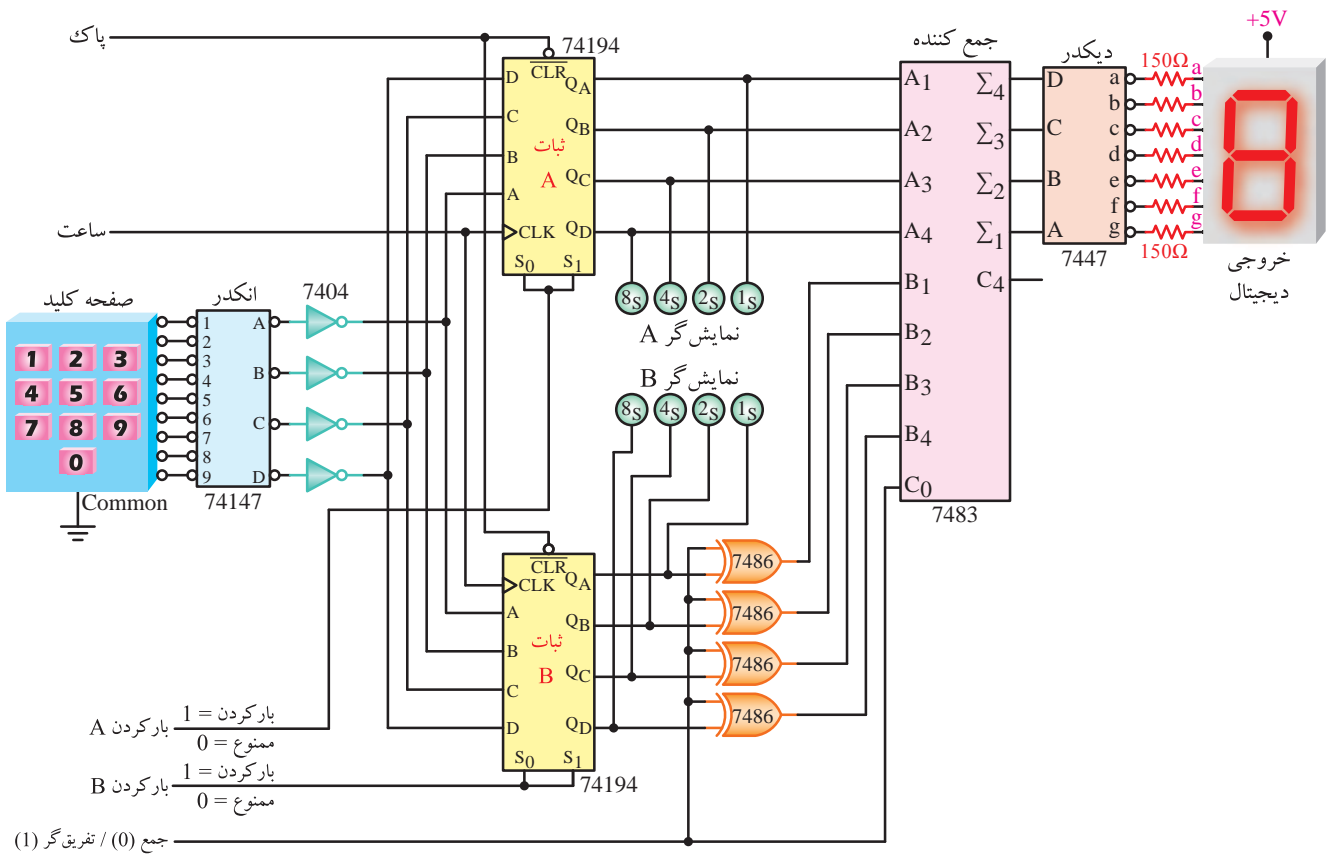 پاک
ساعت
صفحه کلید
1 2 3
4 5 6
7 8 9
0
Common
انکدر
1
2
3
4
5
6
7
8
9
A
B
C
D
74147
7404
74194
CLR
D
C
B
A
CLK
S0 S1
QA
QB
QC
QD
ثبات
A
8s 4s 2s 1s
نمایش‌گر A
نمایش‌گر B
8s 4s 2s 1s
CLR
CLK
A
B
C
D
S0 S1
QA
QB
QC
QD
ثبات
B
74194
7486
7486
7486
7486
جمع کننده
A1
A2
A3
A4
B1
B2
B3
B4
C0
Σ4
Σ3
Σ2
Σ1
C4
7483
دیکدر
D
C
B
A
a
b
c
d
e
f
g
7447
150Ω
150Ω
a
b
c
d
e
f
g
+5V
خروجی
دیجیتال
بارکردن A
بارکردن = 1
ممنوع = 0
بارکردن B
بارکردن = 1
ممنوع = 0
جمع (0) / تفریق‌گر (1)